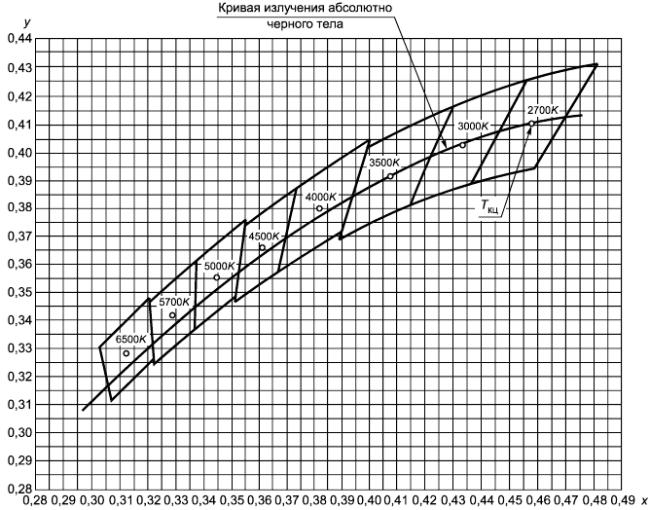 Кривая излучения абсолютно
черного тела
y
0,44
0,43
0,42
0,41
0,40
0,39
0,38
0,37
0,36
0,35
0,34
0,33
0,32
0,31
0,30
0,29
0,28
2700K
3000K
3500K
4000K
4500K
5000K
5700K
6500K
Tкц
0,28 0,29 0,30 0,31 0,32 0,33 0,34 0,35 0,36 0,37 0,38 0,39 0,40 0,41 0,42 0,43 0,44 0,45 0,46 0,47 0,48 0,49 x